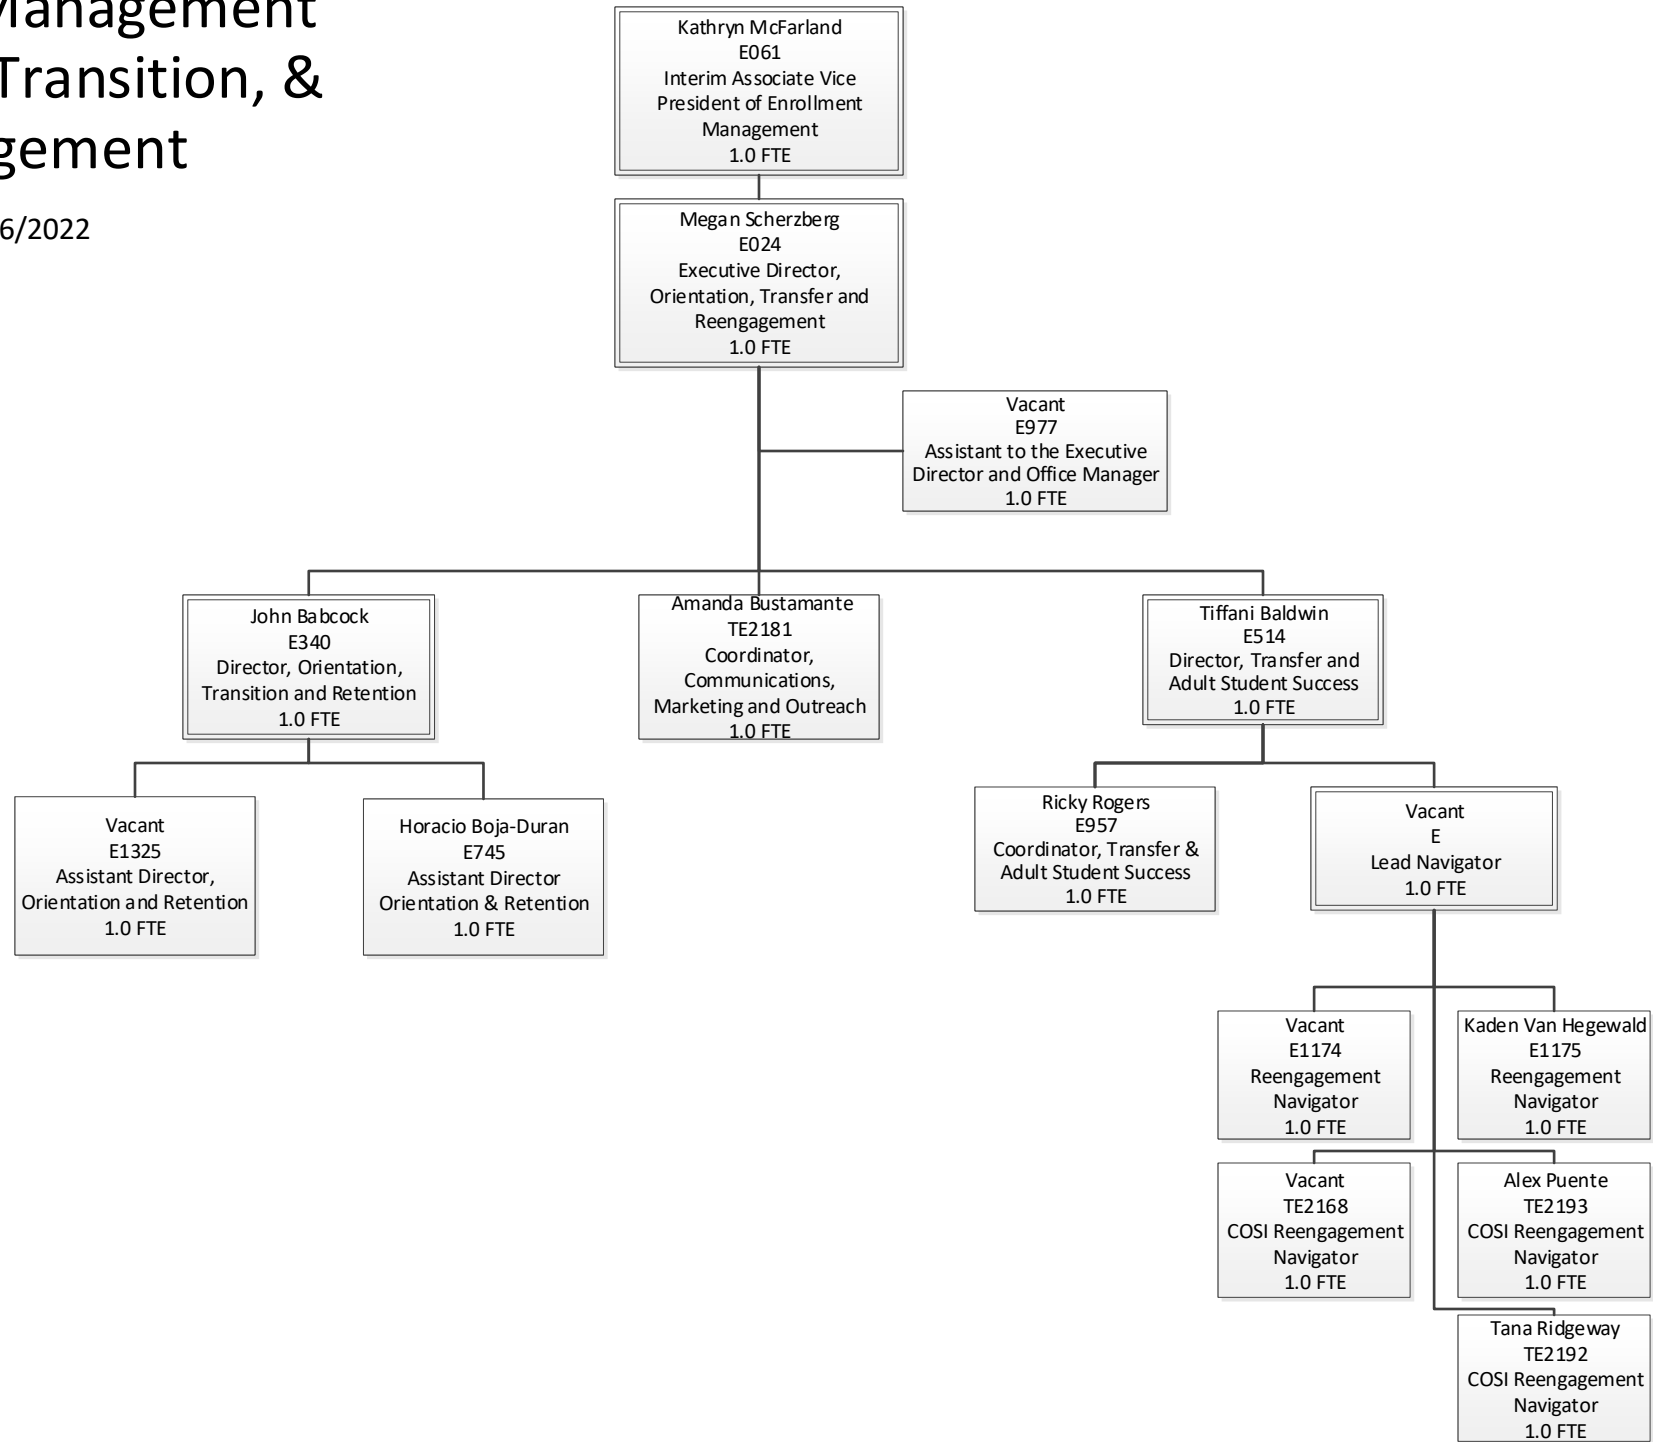 Management
Transition, &
gement
6/2022
Kathryn McFarland
E061
Interim Associate Vice
President of Enrollment
Management
1.0 FTE
Megan Scherzberg
E024
Executive Director,
Orientation, Transfer and
Reengagement
1.0 FTE
Vacant
E977
Assistant to the Executive
Director and Office Manager
1.0 FTE
John Babcock
E340
Director, Orientation,
Transition and Retention
1.0 FTE
Amanda Bustamante
TE2181
Coordinator,
Communications,
Marketing and Outreach
1.0 FTE
Tiffani Baldwin
E514
Director, Transfer and
Adult Student Success
1.0 FTE
Vacant
E1325
Assistant Director,
Orientation and Retention
1.0 FTE
Horacio Boja-Duran
E745
Assistant Director
Orientation & Retention
1.0 FTE
Ricky Rogers
E957
Coordinator, Transfer &
Adult Student Success
1.0 FTE
Vacant
E
Lead Navigator
1.0 FTE
Vacant
E1174
Reengagement
Navigator
1.0 FTE
Kaden Van Hegewald
E1175
Reengagement
Navigator
1.0 FTE
Vacant
TE2168
COSI Reengagement
Navigator
1.0 FTE
Alex Puente
TE2193
COSI Reengagement
Navigator
1.0 FTE
Tana Ridgeway
TE2192
COSI Reengagement
Navigator
1.0 FTE